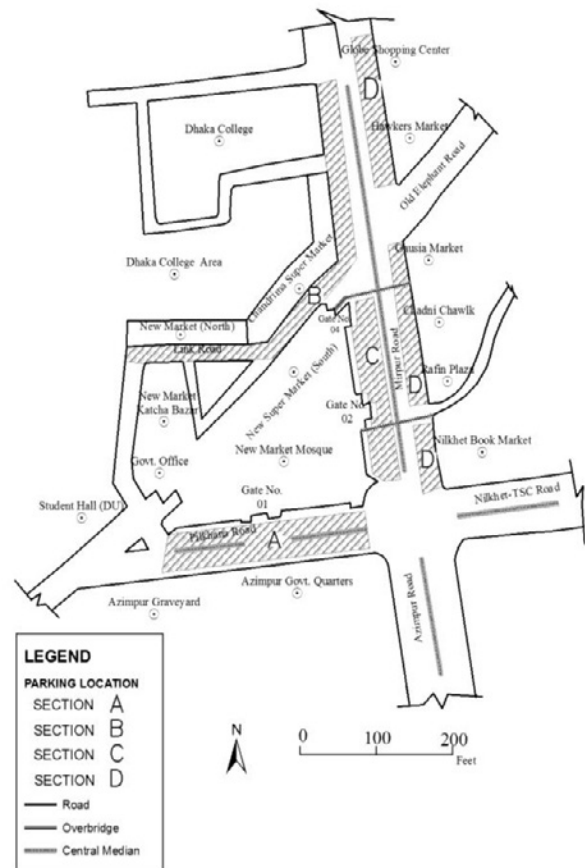 Globe Shopping Center
D
Dhaka College
Hawkers Market
Old Elephant Road
Dhaka College Area
Chandrima Super Market
Gausia Market
B
Gate No.
04
Chadni Chawlk
New Market (North)
Link Road
C
Mirpur Road
New Super Market (South)
D
Rafin Plaza
New Market
Katcha Bazar
Gate No.
02
Govt. Office
New Market Mosque
D
Nilkhet Book Market
Student Hall (DU)
Gate No.
01
Nilkhet-TSC Road
Pilkhana Road
A
Azimpur Graveyard
Azimpur Govt. Quarters
Azimpur Road
LEGEND
PARKING LOCATION
SECTION A
SECTION B
SECTION C
SECTION D
Road
Overbridge
Central Median
N
0 100 200
Feet